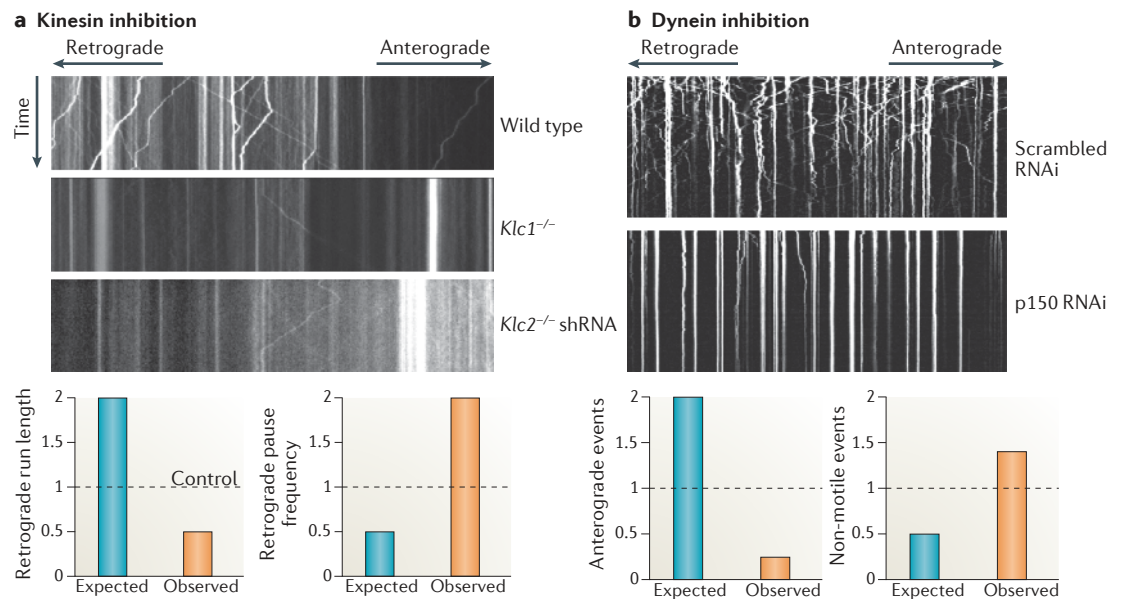 a Kinesin inhibition
Retrograde
Anterograde
Time
Wild type
Klc1–/–
Klc2–/– shRNA
Retrograde run length
2
1.5
1
0.5
0
Control
Expected
Observed
Retrograde pause
frequency
2
1.5
1
0.5
0
Expected
Observed
b Dynein inhibition
Retrograde
Anterograde
Scrambled
RNAi
p150 RNAi
Anterograde events
2
1.5
1
0.5
0
Expected
Observed
Non-motile events
2
1.5
1
0.5
0
Expected
Observed